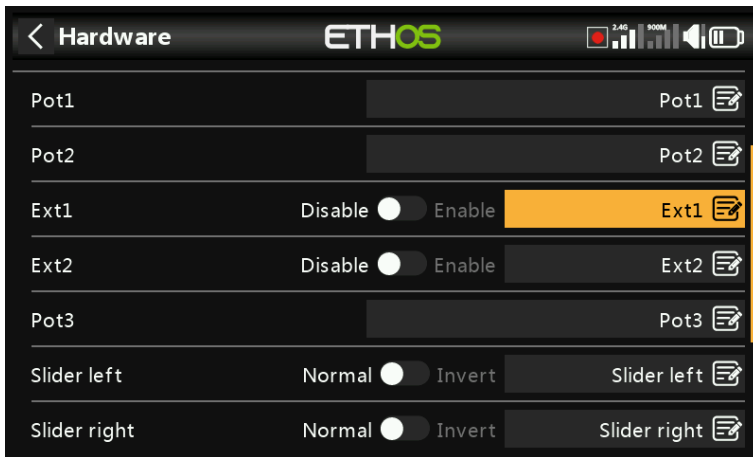 Hardware ETHOS 2.4G 900M
Pot1 Pot1
Pot2 Pot2
Ext1 Disable Enable Ext1
Ext2 Disable Enable Ext2
Pot3 Pot3
Slider left Normal Invert Slider left
Slider right Normal Invert Slider right